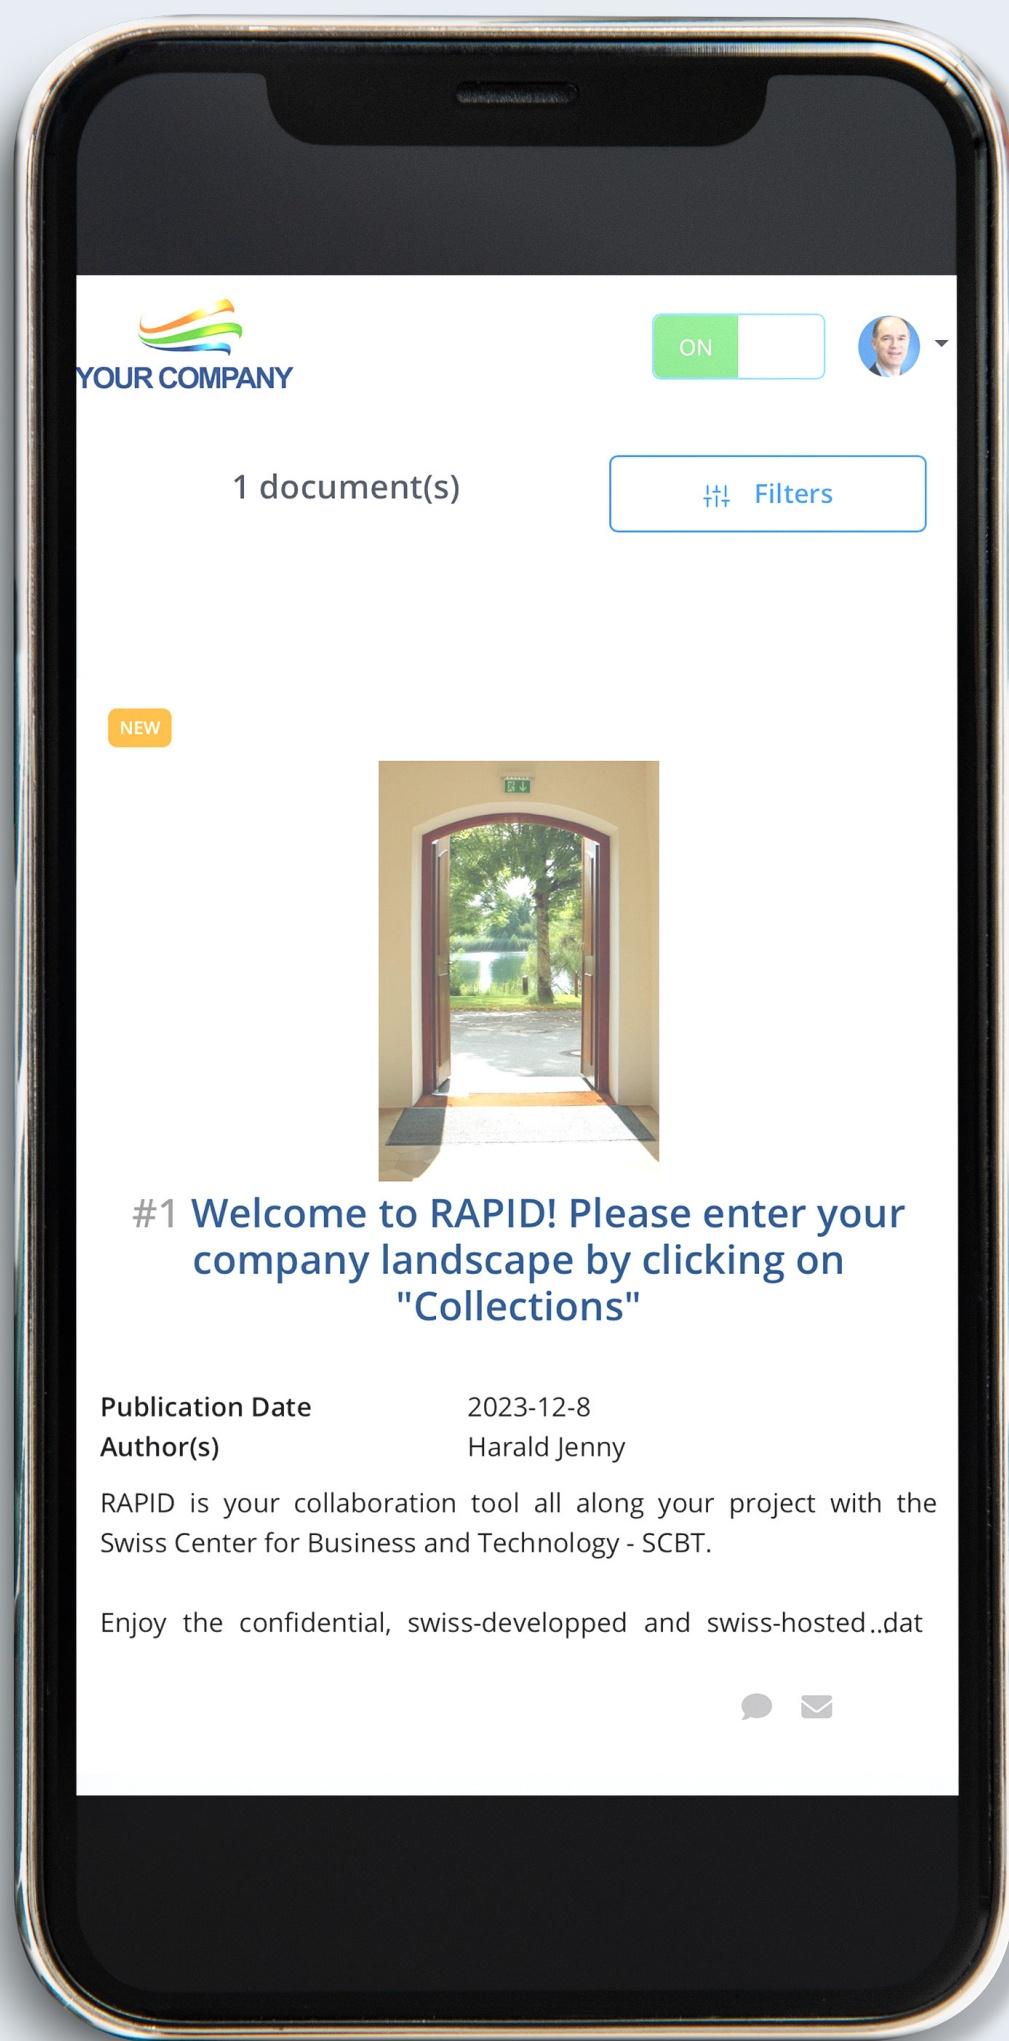 YOUR COMPANY
ON
1 document(s)
Filters
NEW
#1 Welcome to RAPID! Please enter your
company landscape by clicking on
"Collections"
Publication Date 2023-12-8
Author(s) Harald Jenny
RAPID is your collaboration tool all along your project with the
Swiss Center for Business and Technology - SCBT.
Enjoy the confidential, swiss-developped and swiss-hosted...dat